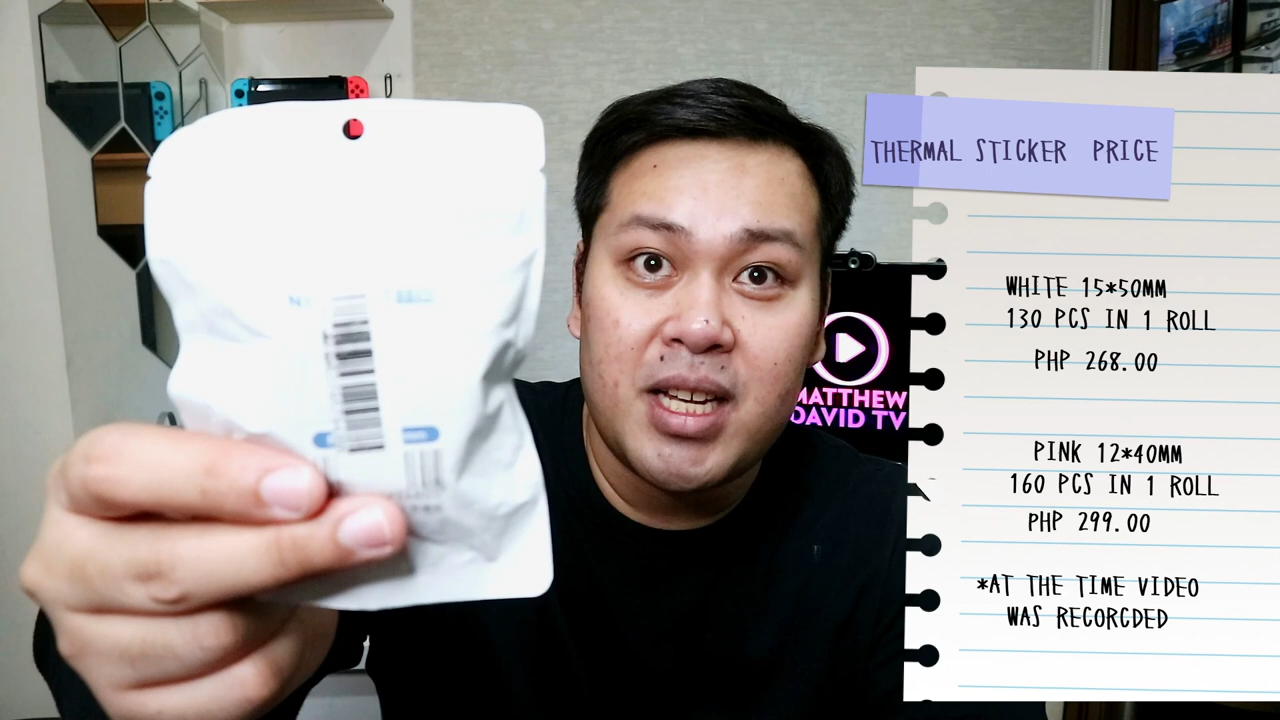 THERMAL STICKER PRICE
WHITE 15*50MM
130 PCS IN 1 ROLL
PHP 268.00
PINK 12*40MM
160 PCS IN 1 ROLL
PHP 299.00
*AT THE TIME VIDEO
WAS RECORCDED
MATTHEW
DAVID TV